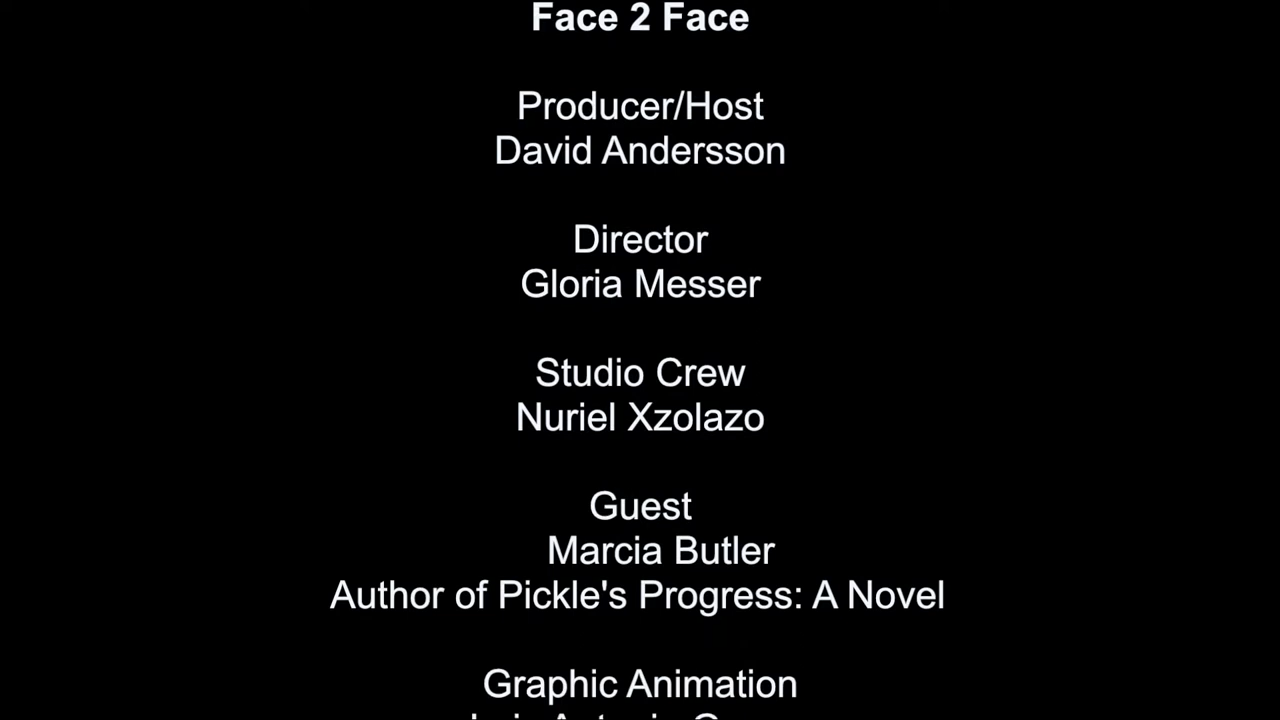 Face 2 Face
Producer/Host
David Andersson
Director
Gloria Messer
Studio Crew
Nuriel Xzolazo
Guest
Marcia Butler
Author of Pickle's Progress: A Novel
Graphic Animation